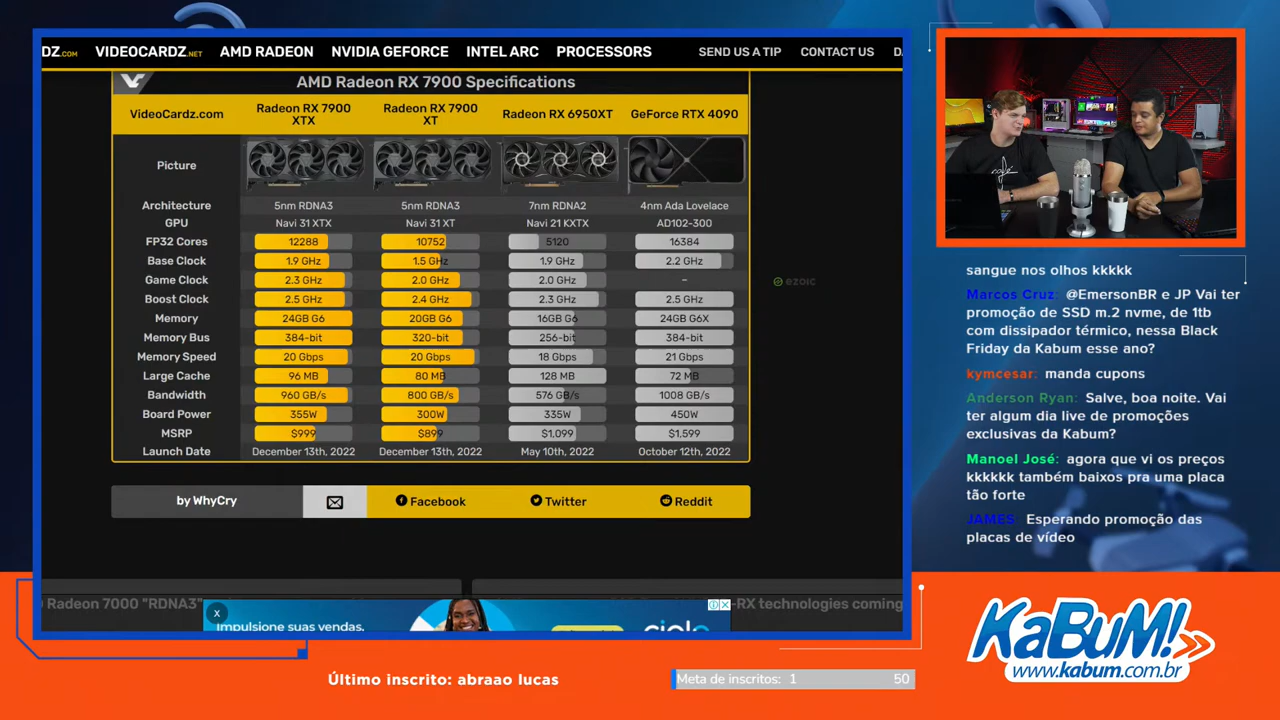 DZ.COM VIDEOCARDZ.NET AMD RADEON NVIDIA GEFORCE INTEL ARC PROCESSORS SEND US A TIP CONTACT US
AMD Radeon RX 7900 Specifications
VideoCardz.com Radeon RX 7900 XTX Radeon RX 7900 XT Radeon RX 6950XT GeForce RTX 4090
Picture
Architecture 5nm RDNA3 5nm RDNA3 7nm RDNA2 4nm Ada Lovelace
GPU Navi 31 XTX Navi 31 XT Navi 21 KXTX AD102-300
FP32 Cores 12288 10752 5120 16384
Base Clock 1.9 GHz 1.5 GHz 1.9 GHz 2.2 GHz
Game Clock 2.3 GHz 2.0 GHz 2.0 GHz –
Boost Clock 2.5 GHz 2.4 GHz 2.3 GHz 2.5 GHz
Memory 24GB G6 20GB G6 16GB G6 24GB G6X
Memory Bus 384-bit 320-bit 256-bit 384-bit
Memory Speed 20 Gbps 20 Gbps 18 Gbps 21 Gbps
Large Cache 96 MB 80 MB 128 MB 72 MB
Bandwidth 960 GB/s 800 GB/s 576 GB/s 1008 GB/s
Board Power 355W 300W 335W 450W
MSRP $999 $899 $1,099 $1,599
Launch Date December 13th, 2022 December 13th, 2022 May 10th, 2022 October 12th, 2022
ezoic
by WhyCry Facebook Twitter Reddit
Radeon 7000 "RDNA3" -RX technologies coming
X
Impulsione suas vendas. cielo
sangue nos olhos kkkkk
Marcos Cruz: @EmersonBR e JP Vai ter
promoção de SSD m.2 nvme, de 1tb
com dissipador térmico, nessa Black
Friday da Kabum esse ano?
kymcesar: manda cupons
Anderson Ryan: Salve, boa noite. Vai
ter algum dia live de promoções
exclusivas da Kabum?
Manoel José: agora que vi os preços
kkkkkk também baixos pra uma placa
tão forte
JAMES: Esperando promoção das
placas de vídeo
KaBuM!
www.kabum.com.br
Último inscrito: abraao lucas
Meta de inscritos: 1 50